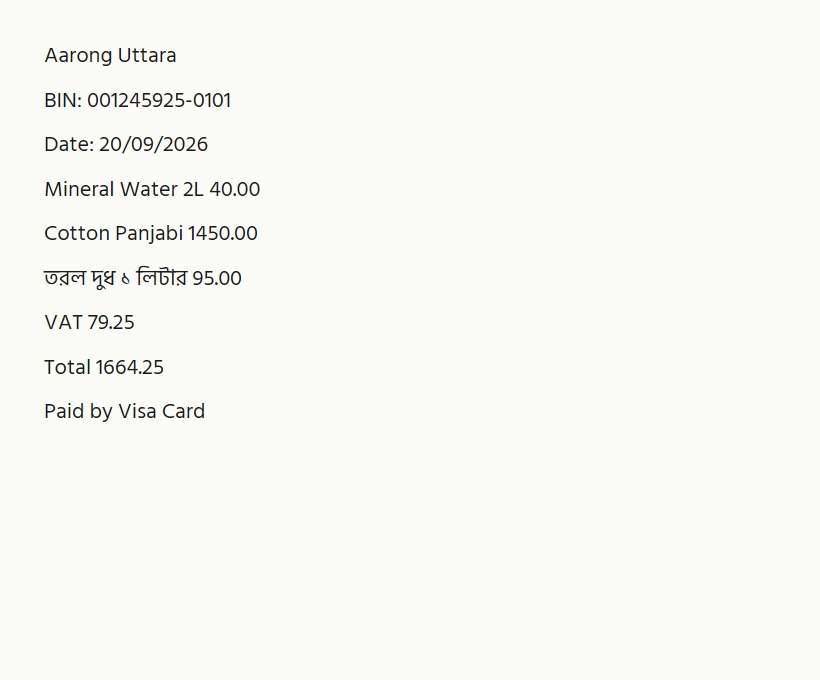 Aarong Uttara
BIN: 001245925-0101
Date: 20/09/2026
Mineral Water 2L 40.00
Cotton Panjabi 1450.00
তরল দুধ ১ লিটার 95.00
VAT 79.25
Total 1664.25
Paid by Visa Card